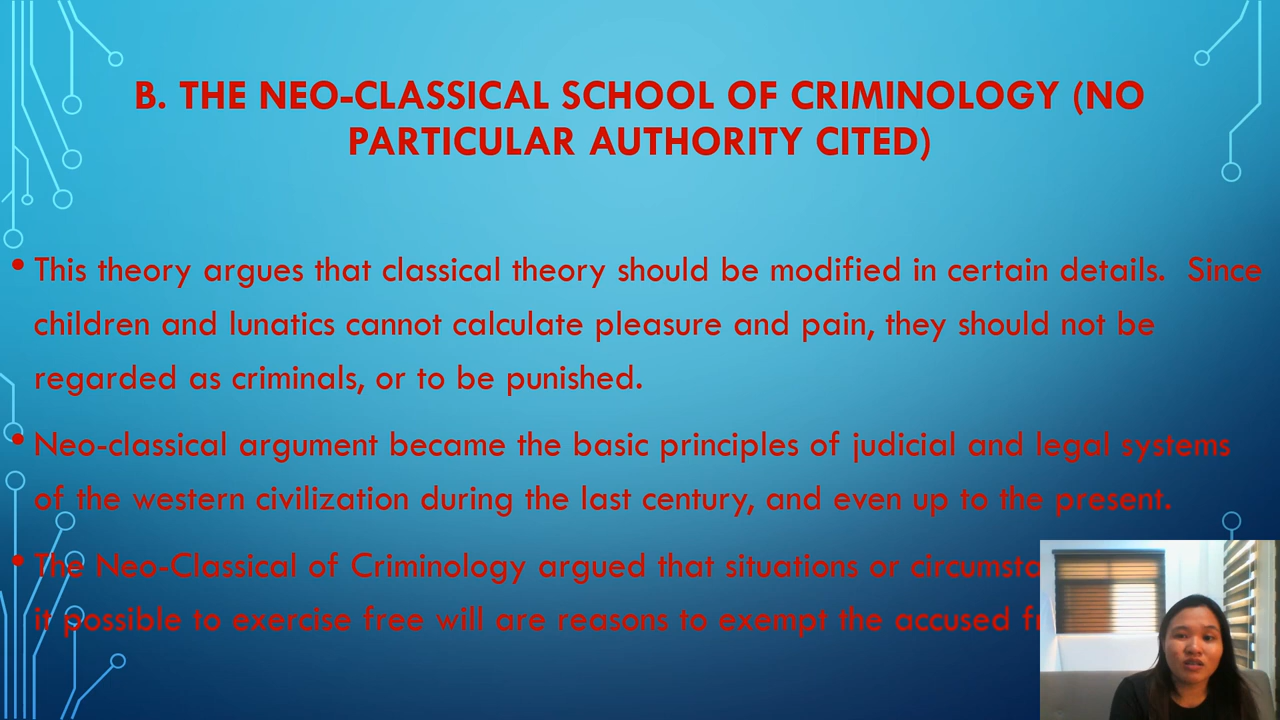 B. THE NEO-CLASSICAL SCHOOL OF CRIMINOLOGY (NO
PARTICULAR AUTHORITY CITED)
• This theory argues that classical theory should be modified in certain details. Since
children and lunatics cannot calculate pleasure and pain, they should not be
regarded as criminals, or to be punished.
• Neo-classical argument became the basic principles of judicial and legal systems
of the western civilization during the last century, and even up to the present.
• The Neo-Classical of Criminology argued that situations or
it possible to exercise free will are reasons to exempt the accused